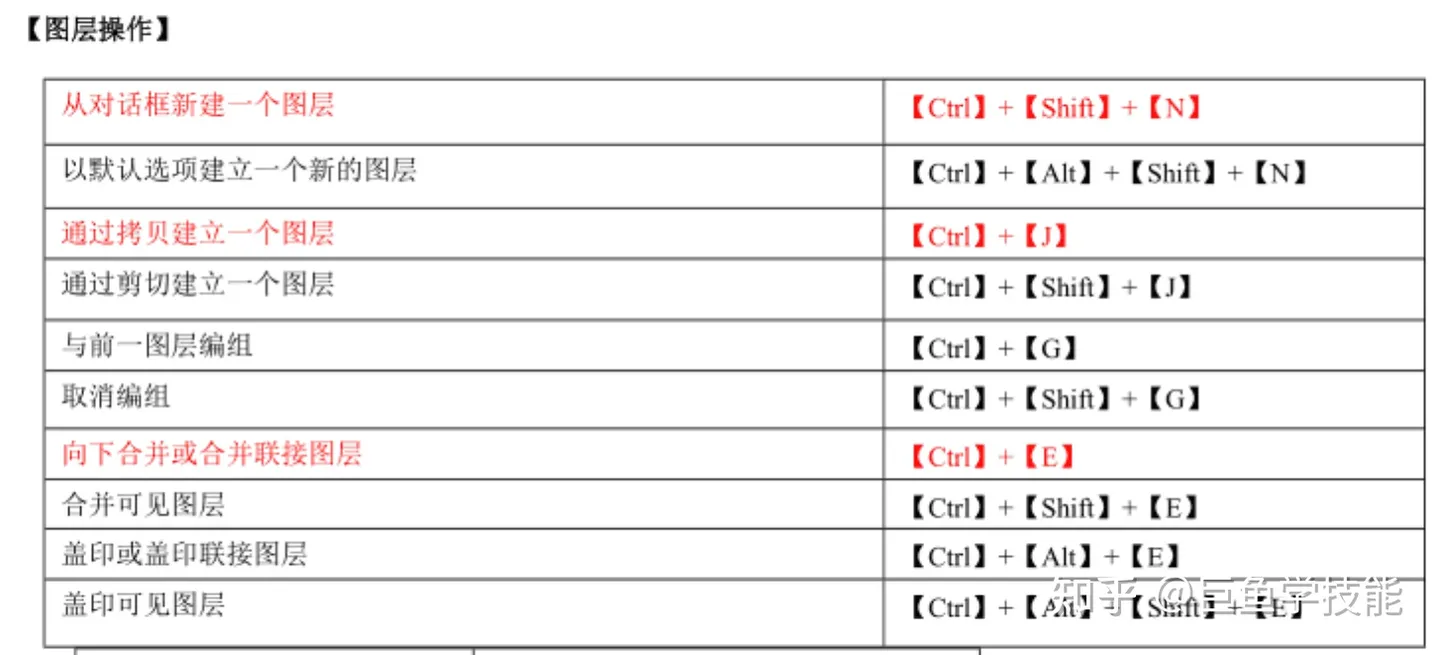 【图层操作】
从对话框新建一个图层 【Ctrl】+【Shift】+【N】
以默认选项建立一个新的图层 【Ctrl】+【Alt】+【Shift】+【N】
通过拷贝建立一个图层 【Ctrl】+【J】
通过剪切建立一个图层 【Ctrl】+【Shift】+【J】
与前一图层编组 【Ctrl】+【G】
取消编组 【Ctrl】+【Shift】+【G】
向下合并或合并联接图层 【Ctrl】+【E】
合并可见图层 【Ctrl】+【Shift】+【E】
盖印或盖印联接图层 【Ctrl】+【Alt】+【E】
盖印可见图层 【Ctrl】+【Alt】+【Shift】+【E】
知乎 @巨鱼学技能